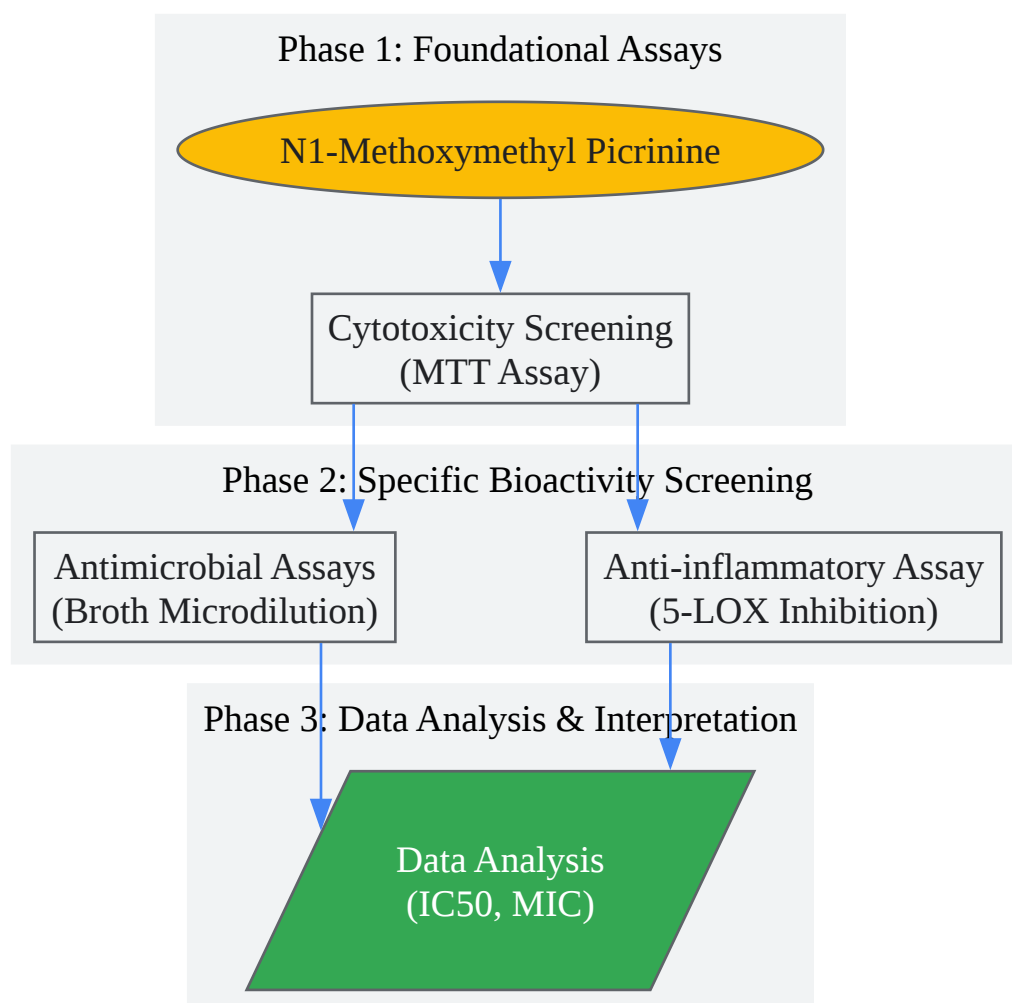 Phase 1: Foundational Assays
N1-Methoxymethyl Picrinine
Cytotoxicity Screening
(MTT Assay)
Phase 2: Specific Bioactivity Screening
Antimicrobial Assays
(Broth Microdilution)
Anti-inflammatory Assay
(5-LOX Inhibition)
Phase 3: Data Analysis & Interpretation
Data Analysis
(IC50, MIC)